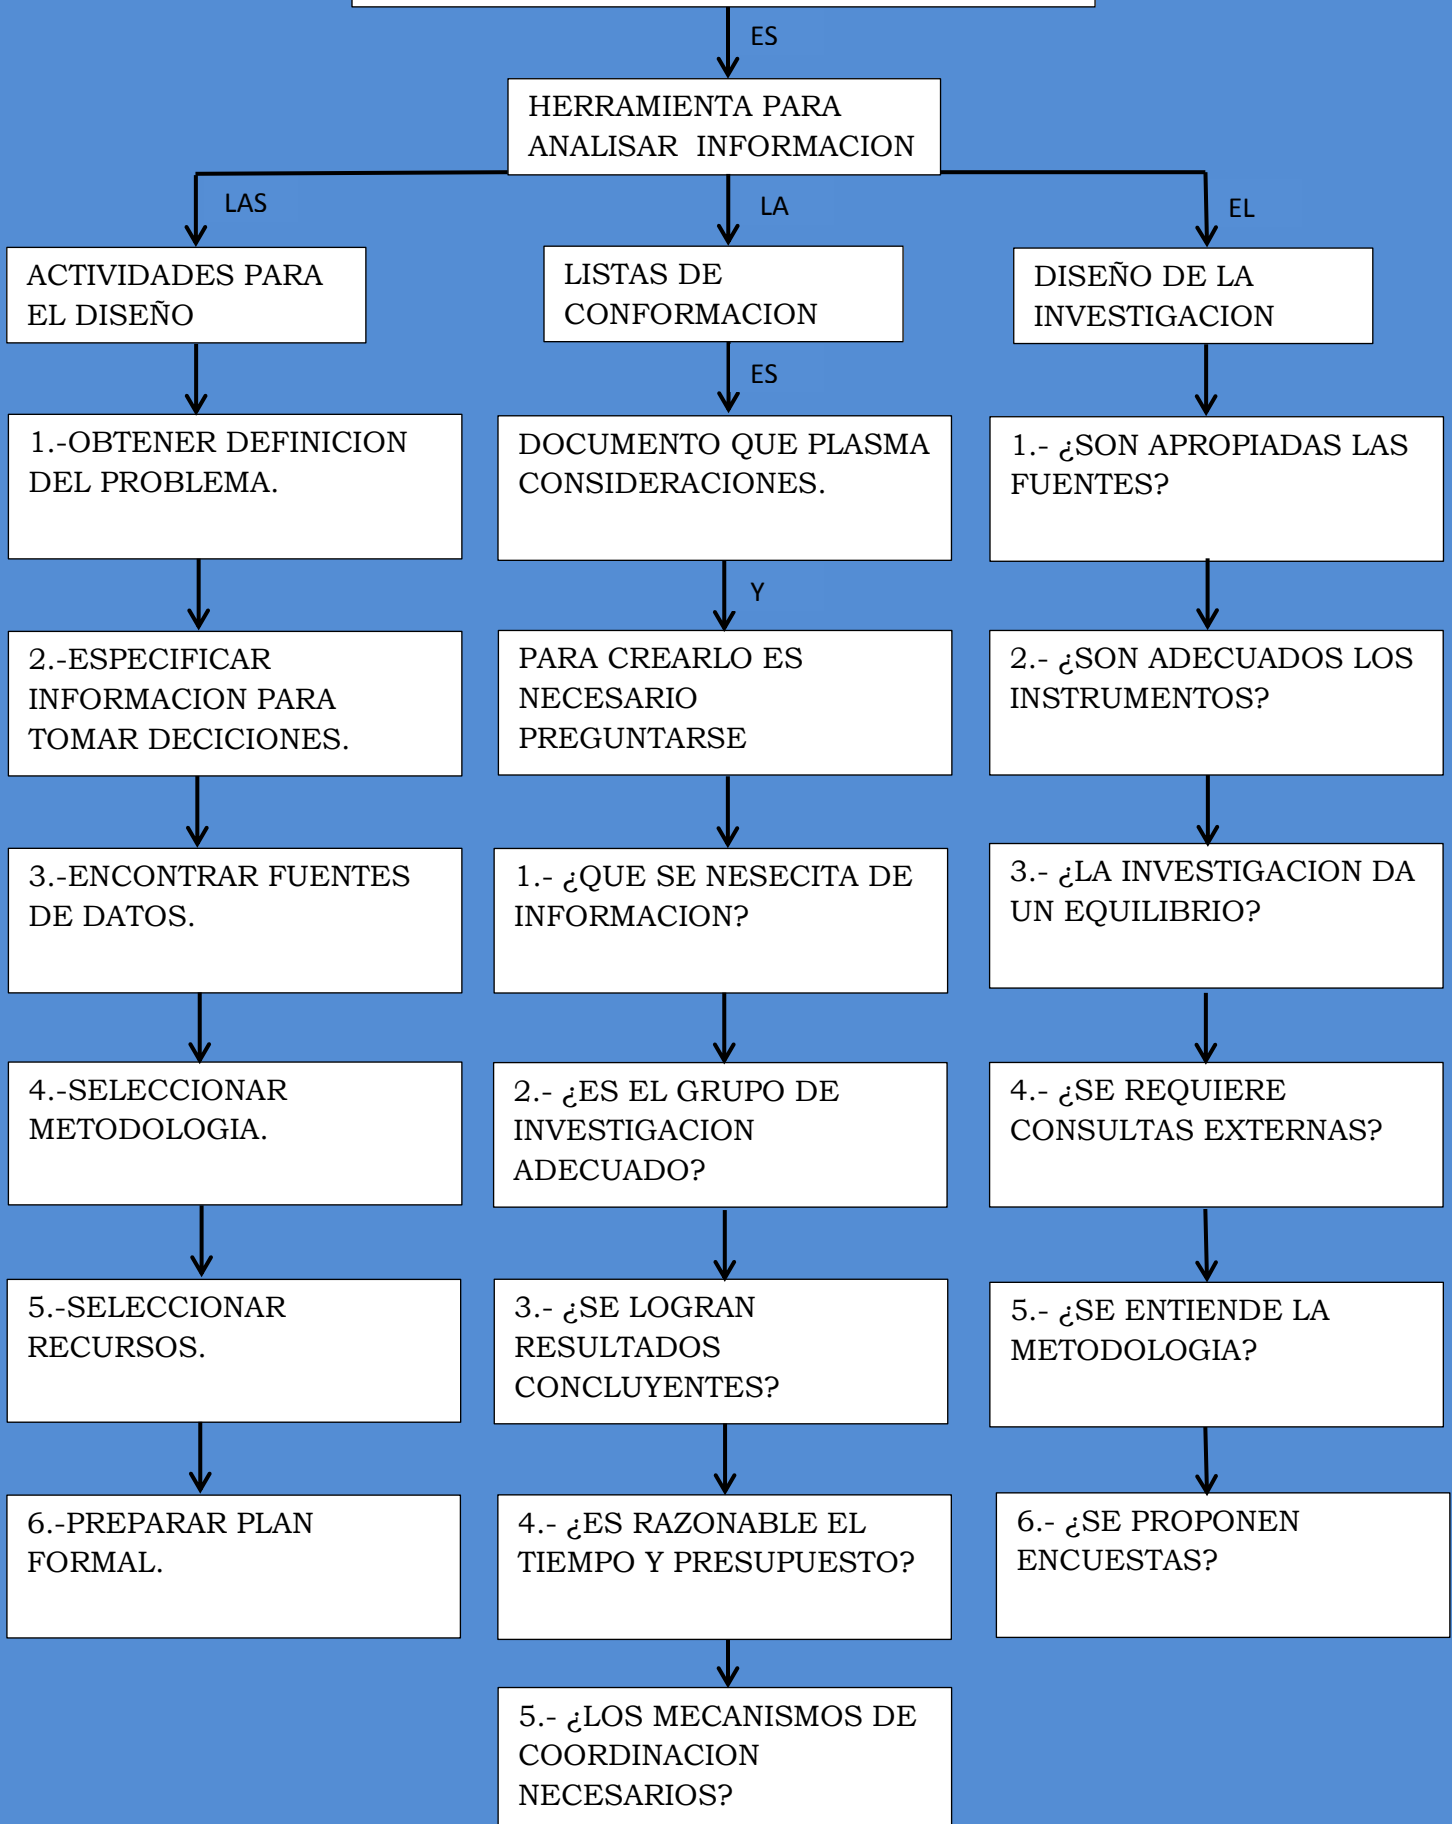 ES
HERRAMIENTA PARA
ANALISAR INFORMACION
LAS
LA
EL
ACTIVIDADES PARA
EL DISEÑO
LISTAS DE
CONFORMACION
DISEÑO DE LA
INVESTIGACION
ES
1.-OBTENER DEFINICION
DEL PROBLEMA.
DOCUMENTO QUE PLASMA
CONSIDERACIONES.
1.- ¿SON APROPIADAS LAS
FUENTES?
Y
2.-ESPECIFICAR
INFORMACION PARA
TOMAR DECICIONES.
PARA CREARLO ES
NECESARIO
PREGUNTARSE
2.- ¿SON ADECUADOS LOS
INSTRUMENTOS?
3.-ENCONTRAR FUENTES
DE DATOS.
1.- ¿QUE SE NESECITA DE
INFORMACION?
3.- ¿LA INVESTIGACION DA
UN EQUILIBRIO?
4.-SELECCIONAR
METODOLOGIA.
2.- ¿ES EL GRUPO DE
INVESTIGACION
ADECUADO?
4.- ¿SE REQUIERE
CONSULTAS EXTERNAS?
5.-SELECCIONAR
RECURSOS.
3.- ¿SE LOGRAN
RESULTADOS
CONCLUYENTES?
5.- ¿SE ENTIENDE LA
METODOLOGIA?
6.-PREPARAR PLAN
FORMAL.
4.- ¿ES RAZONABLE EL
TIEMPO Y PRESUPUESTO?
6.- ¿SE PROPONEN
ENCUESTAS?
5.- ¿LOS MECANISMOS DE
COORDINACION
NECESARIOS?